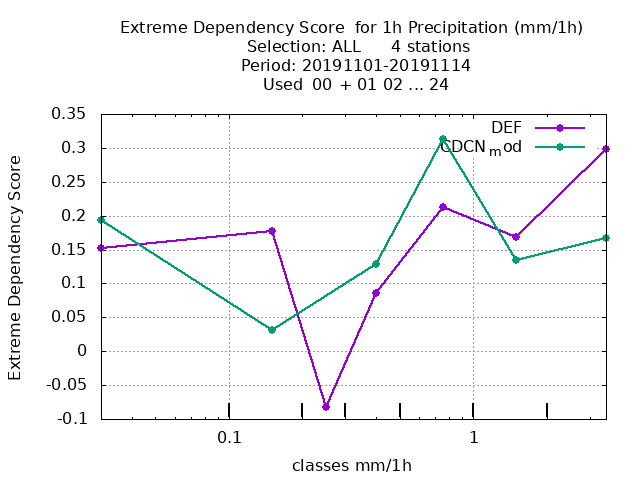 Extreme Dependency Score  for 1h Precipitation (mm/1h)
Selection: ALL      4 stations
Period: 20191101-20191114
Used  00  + 01 02 ... 24
DEF
CDCN_mod
Extreme Dependency Score
0.35
0.3
0.25
0.2
0.15
0.1
0.05
0
-0.05
-0.1
0.1
1
classes mm/1h